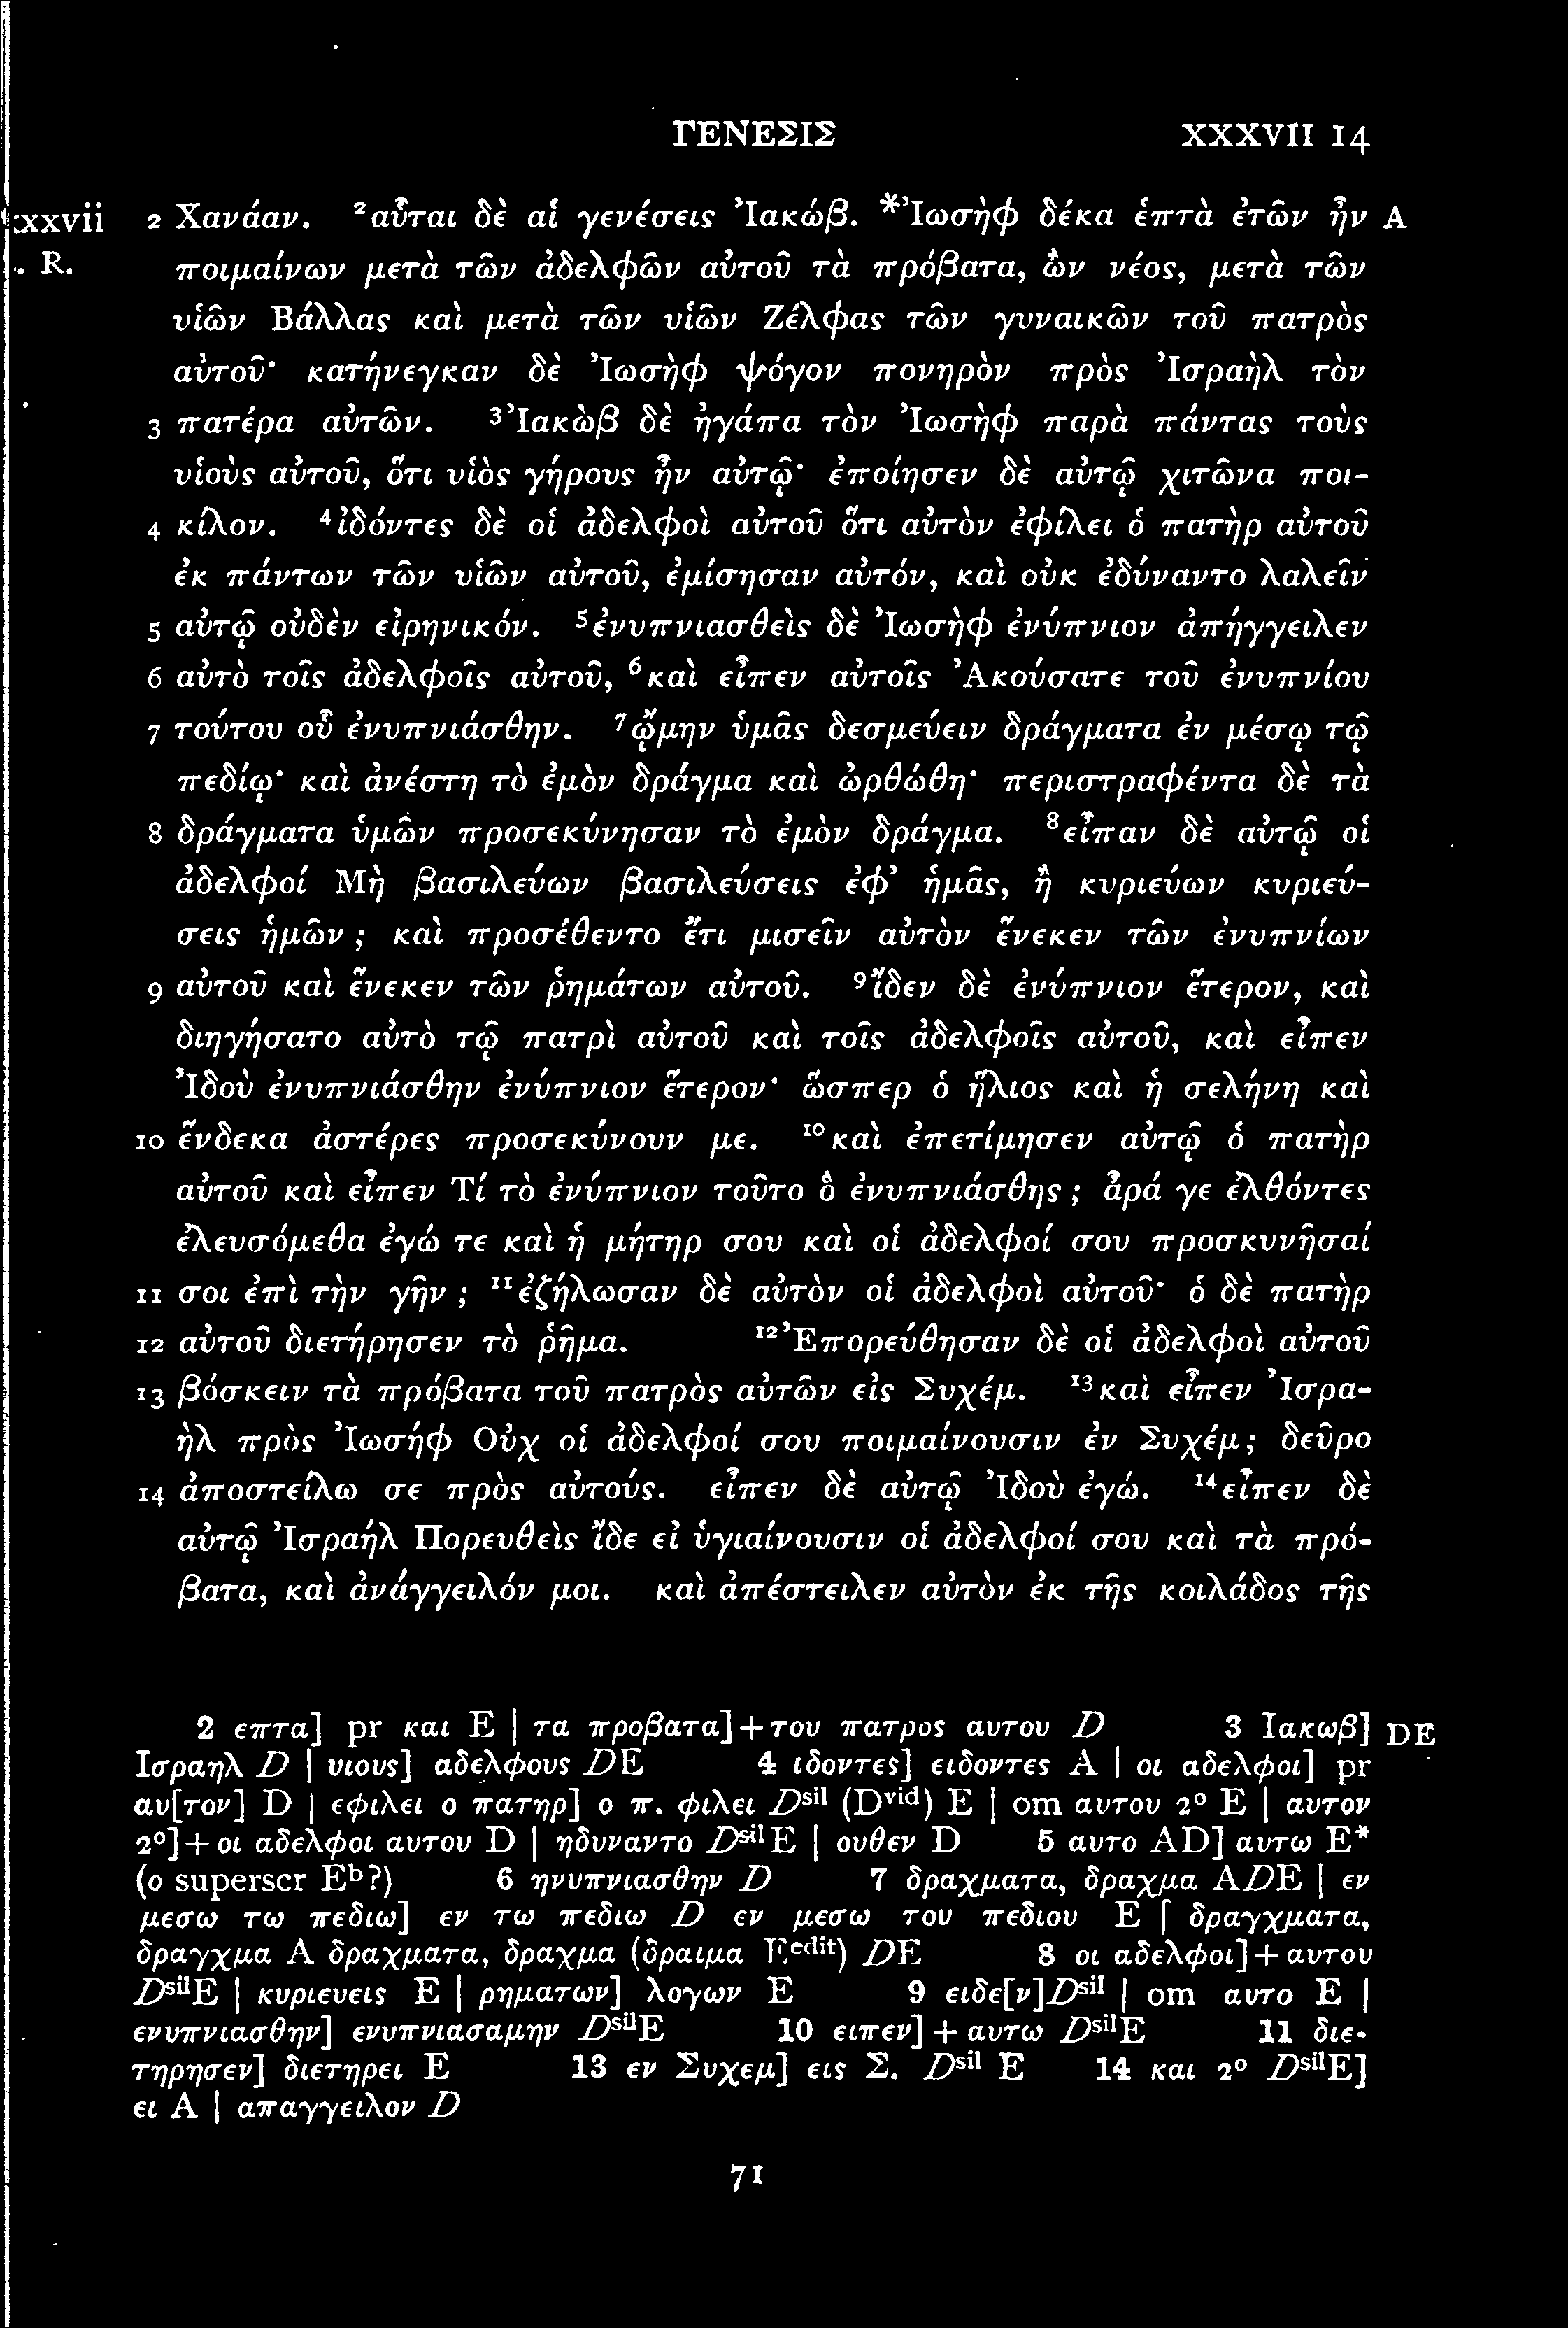 ΓΕΝΕΣΙΣ XXXVII 14
xxvii 2 Χανάαν. ²αὗται δὲ αἱ γενέσεις Ἰακώβ. *Ἰωσὴφ δέκα ἑπτὰ ἐτῶν ἦν A
R. ποιμαίνων μετὰ τῶν ἀδελφῶν αὐτοῦ τὰ πρόβατα, ὢν νέος, μετὰ τῶν
υἱῶν Βάλλας καὶ μετὰ τῶν υἱῶν Ζέλφας τῶν γυναικῶν τοῦ πατρὸς
αὐτοῦ· κατήνεγκαν δὲ Ἰωσὴφ ψόγον πονηρὸν πρὸς Ἰσραὴλ τὸν
3 πατέρα αὐτῶν. ³Ἰακὼβ δὲ ἠγάπα τὸν Ἰωσὴφ παρὰ πάντας τοὺς
υἱοὺς αὐτοῦ, ὅτι υἱὸς γήρους ἦν αὐτῷ· ἐποίησεν δὲ αὐτῷ χιτῶνα ποι-
4 κίλον. ⁴ἰδόντες δὲ οἱ ἀδελφοὶ αὐτοῦ ὅτι αὐτὸν ἐφίλει ὁ πατὴρ αὐτοῦ
ἐκ πάντων τῶν υἱῶν αὐτοῦ, ἐμίσησαν αὐτόν, καὶ οὐκ ἐδύναντο λαλεῖν
5 αὐτῷ οὐδὲν εἰρηνικόν. ⁵ἐνυπνιασθεὶς δὲ Ἰωσὴφ ἐνύπνιον ἀπήγγειλεν
6 αὐτὸ τοῖς ἀδελφοῖς αὐτοῦ, ⁶καὶ εἶπεν αὐτοῖς Ἀκούσατε τοῦ ἐνυπνίου
7 τούτου οὗ ἐνυπνιάσθην. ⁷ᾤμην ὑμᾶς δεσμεύειν δράγματα ἐν μέσῳ τῷ
πεδίῳ· καὶ ἀνέστη τὸ ἐμὸν δράγμα καὶ ὠρθώθη· περιστραφέντα δὲ τὰ
8 δράγματα ὑμῶν προσεκύνησαν τὸ ἐμὸν δράγμα. ⁸εἶπαν δὲ αὐτῷ οἱ
ἀδελφοί Μὴ βασιλεύων βασιλεύσεις ἐφ’ ἡμᾶς, ἢ κυριεύων κυριεύ-
σεις ἡμῶν ; καὶ προσέθεντο ἔτι μισεῖν αὐτὸν ἕνεκεν τῶν ἐνυπνίων
9 αὐτοῦ καὶ ἕνεκεν τῶν ῥημάτων αὐτοῦ. ⁹ἴδεν δὲ ἐνύπνιον ἕτερον, καὶ
διηγήσατο αὐτὸ τῷ πατρὶ αὐτοῦ καὶ τοῖς ἀδελφοῖς αὐτοῦ, καὶ εἶπεν
Ἰδοὺ ἐνυπνιάσθην ἐνύπνιον ἕτερον· ὥσπερ ὁ ἥλιος καὶ ἡ σελήνη καὶ
10 ἕνδεκα ἀστέρες προσεκύνουν με. ¹⁰καὶ ἐπετίμησεν αὐτῷ ὁ πατὴρ
αὐτοῦ καὶ εἶπεν Τί τὸ ἐνύπνιον τοῦτο ὃ ἐνυπνιάσθης ; ἆρά γε ἐλθόντες
ἐλευσόμεθα ἐγώ τε καὶ ἡ μήτηρ σου καὶ οἱ ἀδελφοί σου προσκυνῆσαί
11 σοι ἐπὶ τὴν γῆν ; ¹¹ἐζήλωσαν δὲ αὐτὸν οἱ ἀδελφοὶ αὐτοῦ· ὁ δὲ πατὴρ
12 αὐτοῦ διετήρησεν τὸ ῥῆμα. ¹²Ἐπορεύθησαν δὲ οἱ ἀδελφοὶ αὐτοῦ
13 βόσκειν τὰ πρόβατα τοῦ πατρὸς αὐτῶν εἰς Συχέμ. ¹³καὶ εἶπεν Ἰσρα-
ὴλ πρὸς Ἰωσήφ Οὐχ οἱ ἀδελφοί σου ποιμαίνουσιν ἐν Συχέμ; δεῦρο
14 ἀποστείλω σε πρὸς αὐτούς. εἶπεν δὲ αὐτῷ Ἰδοὺ ἐγώ. ¹⁴εἶπεν δὲ
αὐτῷ Ἰσραήλ Πορευθεὶς ἴδε εἰ ὑγιαίνουσιν οἱ ἀδελφοί σου καὶ τὰ πρό-
βατα, καὶ ἀνάγγειλόν μοι. καὶ ἀπέστειλεν αὐτὸν ἐκ τῆς κοιλάδος τῆς
2 επτα] pr και E | τα προβατα]+του πατρος αυτου D 3 Ιακωβ] DE
Ισραηλ D | υιους] αδελφους DE 4 ιδοντες] ειδοντες A | οι αδελφοι] pr
αυ[τον] D | εφιλει ο πατηρ] ο π. φιλει Dsil (Dvid) E | om αυτου 2° E | αυτον
2°]+οι αδελφοι αυτου D | ηδυναντο DsilE | ουθεν D 5 αυτο AD] αυτω E*
(ο superscr Eb?) 6 ηνυπνιασθην D 7 δραχματα, δραχμα ADE | εν
μεσω τω πεδιω] εν τω πεδιω D εν μεσω του πεδιου E | δραγχματα,
δραγχμα A δραχματα, δραχμα (δραιμα Eedit) DE 8 οι αδελφοι]+αυτου
DsilE | κυριευεις E | ρηματων] λογων E 9 ειδε[ν]Dsil | om αυτο E |
ενυπνιασθην] ενυπνιασαμην DsilE 10 ειπεν]+αυτω DsilE 11 διε-
τηρησεν] διετηρει E 13 εν Συχεμ] εις Σ. Dsil E 14 και 2° DsilE]
ει A | απαγγειλον D
71